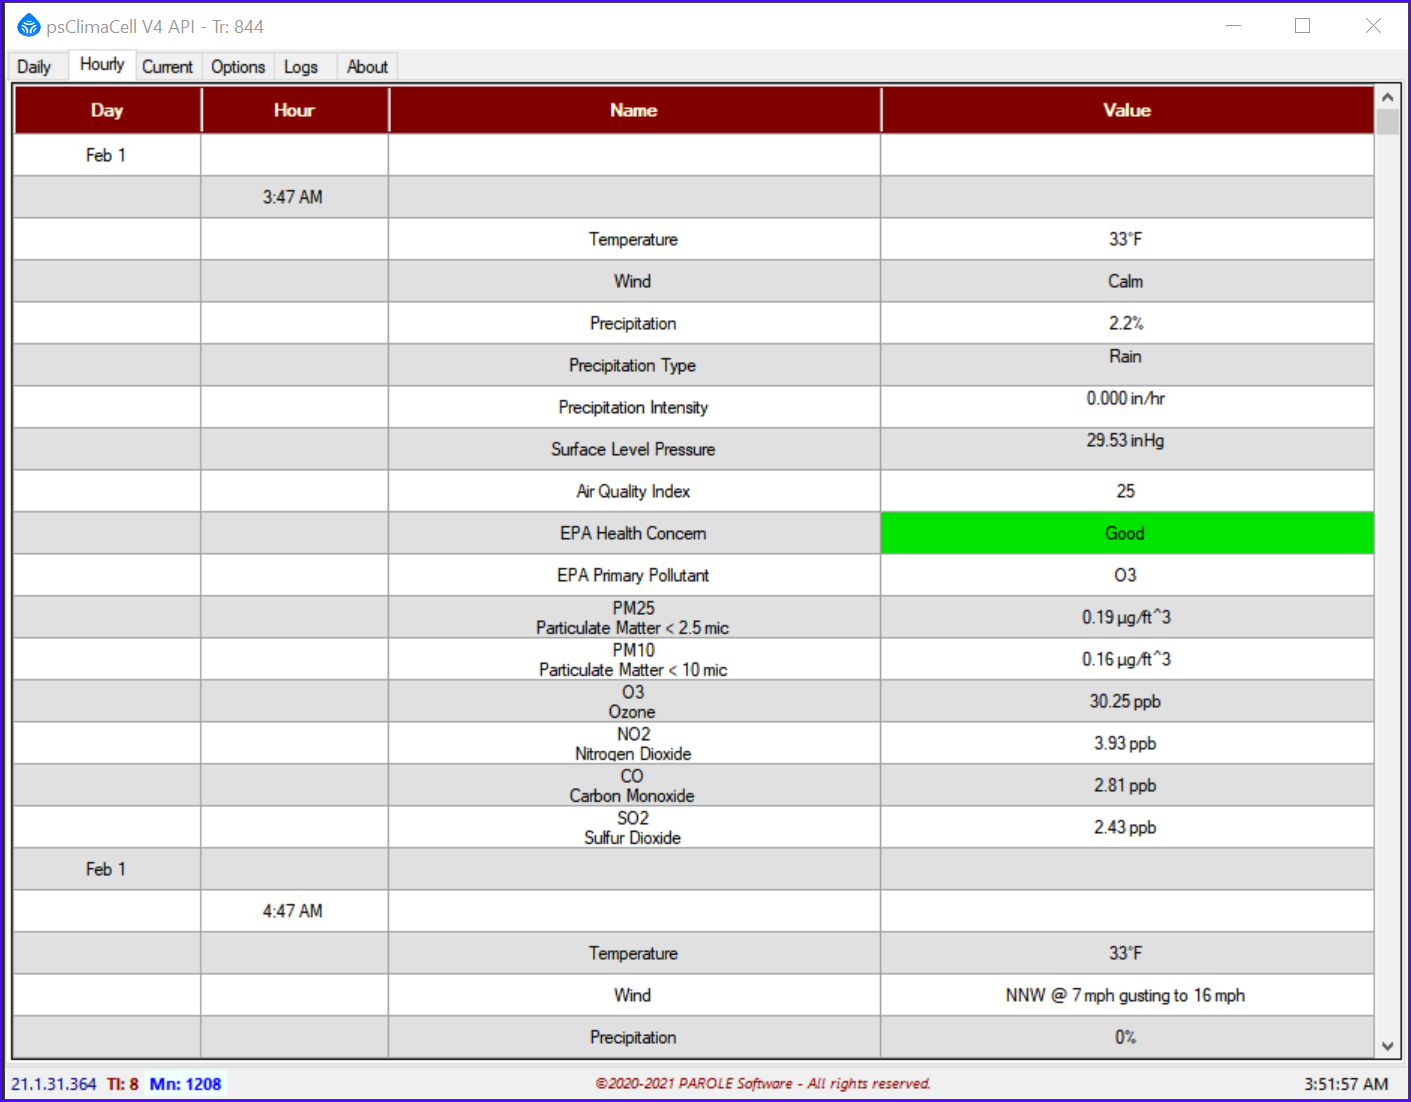 psClimaCell V4 API - Tr: 844
Daily Hourly Current Options Logs About
Day Hour Name Value
Feb 1
3:47 AM
Temperature 33°F
Wind Calm
Precipitation 2.2%
Precipitation Type Rain
Precipitation Intensity 0.000 in/hr
Surface Level Pressure 29.53 inHg
Air Quality Index 25
EPA Health Concern Good
EPA Primary Pollutant O3
PM25
Particulate Matter < 2.5 mic 0.19 µg/ft^3
PM10
Particulate Matter < 10 mic 0.16 µg/ft^3
O3
Ozone 30.25 ppb
NO2
Nitrogen Dioxide 3.93 ppb
CO
Carbon Monoxide 2.81 ppb
SO2
Sulfur Dioxide 2.43 ppb
Feb 1
4:47 AM
Temperature 33°F
Wind NNW @ 7 mph gusting to 16 mph
Precipitation 0%
21.1.31.364 Tl: 8 Mn: 1208 ©2020-2021 PAROLE Software - All rights reserved. 3:51:57 AM